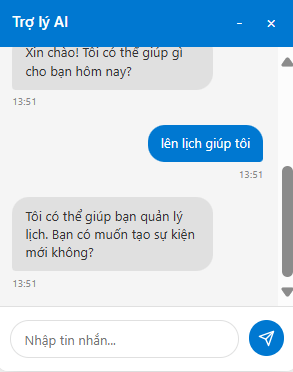 Trợ lý AI
Xin chào! Tôi có thể giúp gì
cho bạn hôm nay?
13:51
lên lịch giúp tôi
13:51
Tôi có thể giúp bạn quản lý
lịch. Bạn có muốn tạo sự kiện
mới không?
13:51
Nhập tin nhắn...